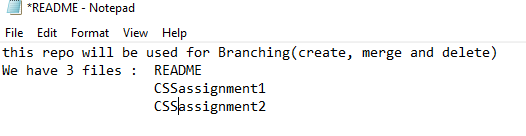 *README - Notepad
File Edit Format View Help
this repo will be used for Branching(create, merge and delete)
We have 3 files : README
CSSassignment1
CSSassignment2